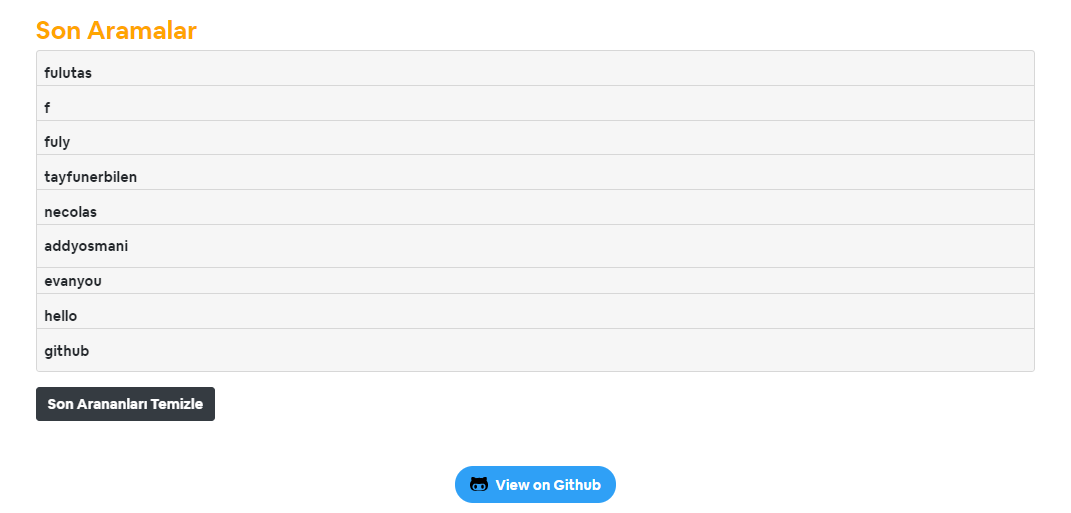 Son Aramalar
fulutas
f
fuly
tayfunerbilen
necolas
addyosmani
evanyou
hello
github
Son Arananları Temizle
View on Github